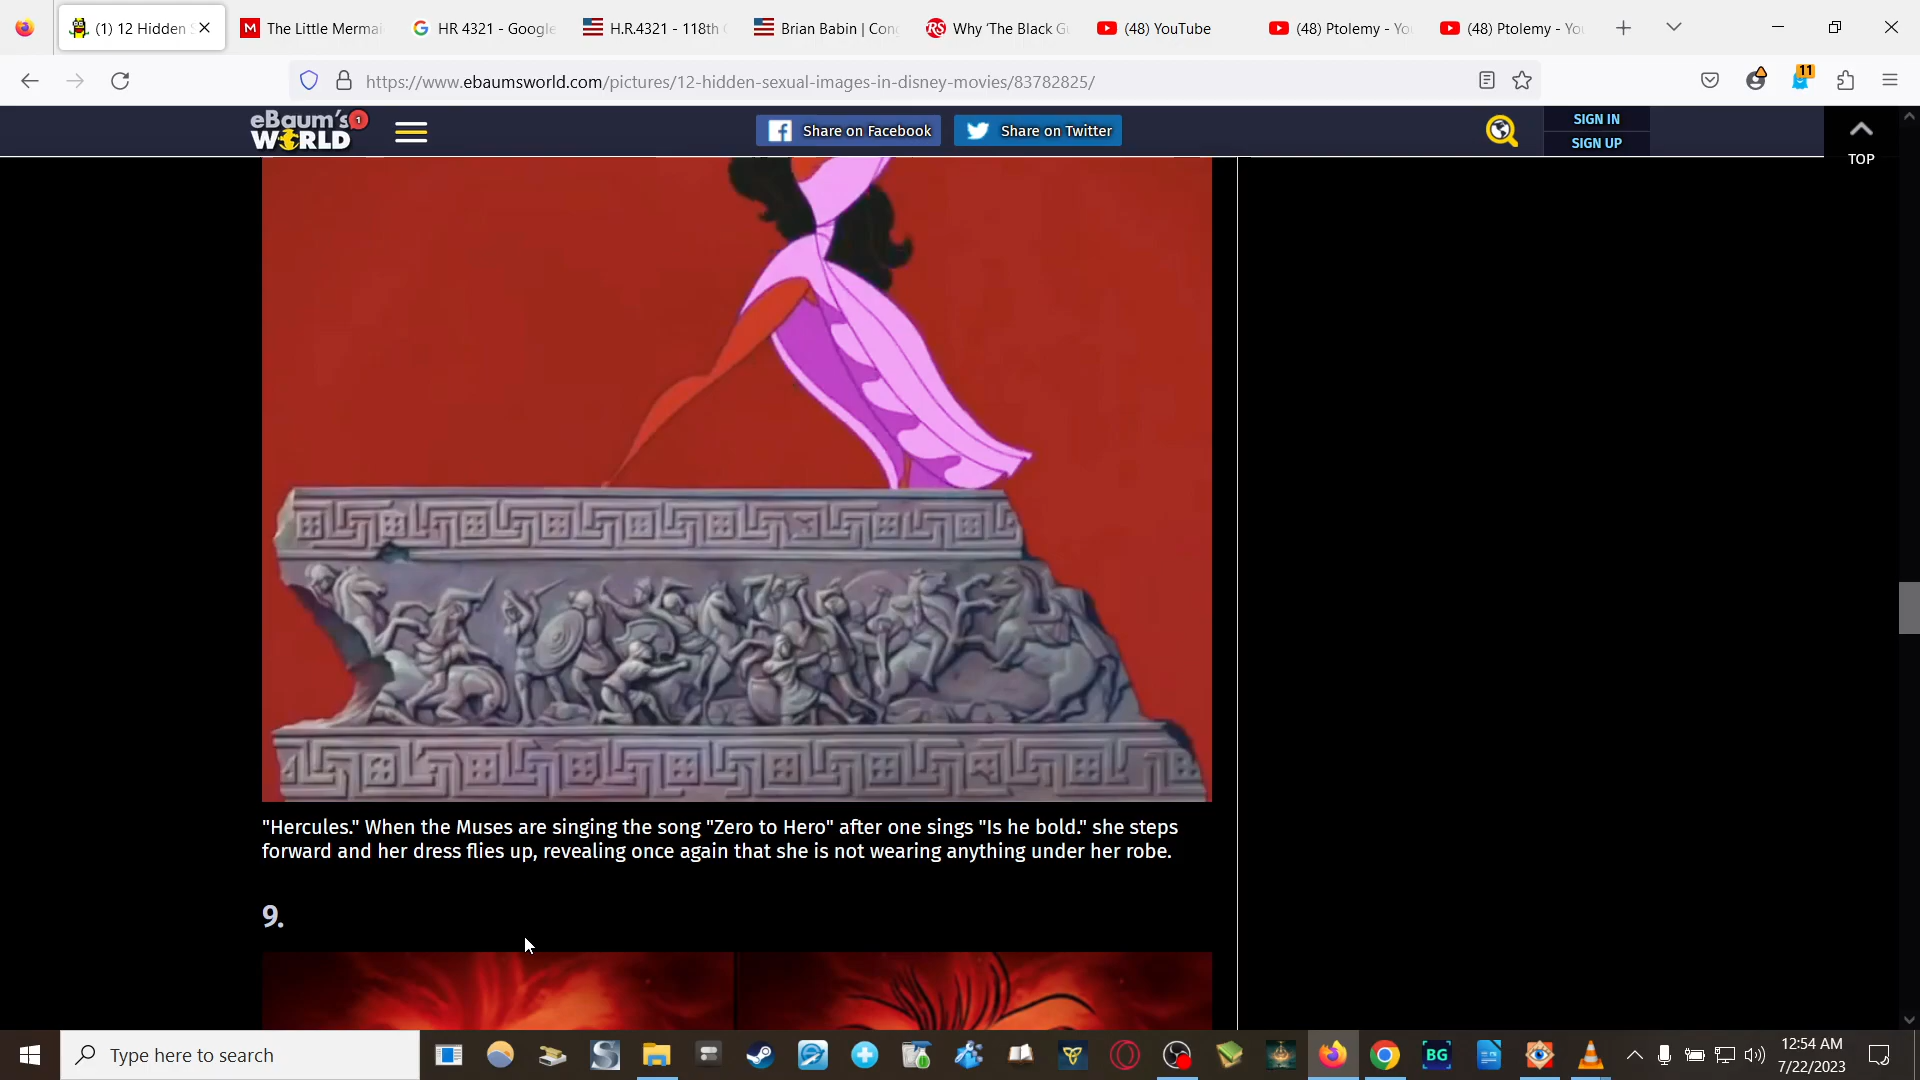 (1) 12 Hidden S
The Little Mermai
HR 4321 - Google
H.R.4321 - 118th
Brian Babin | Con
Why 'The Black G
(48) YouTube
(48) Ptolemy - Yo
(48) Ptolemy - You
https://www.ebaumsworld.com/pictures/12-hidden-sexual-images-in-disney-movies/83782825/
11
eBaum's
WORLD
1
Share on Facebook
Share on Twitter
SIGN IN
SIGN UP
TOP
"Hercules." When the Muses are singing the song "Zero to Hero" after one sings "Is he bold." she steps
forward and her dress flies up, revealing once again that she is not wearing anything under her robe.
9.
Type here to search
BG
12:54 AM
7/22/2023